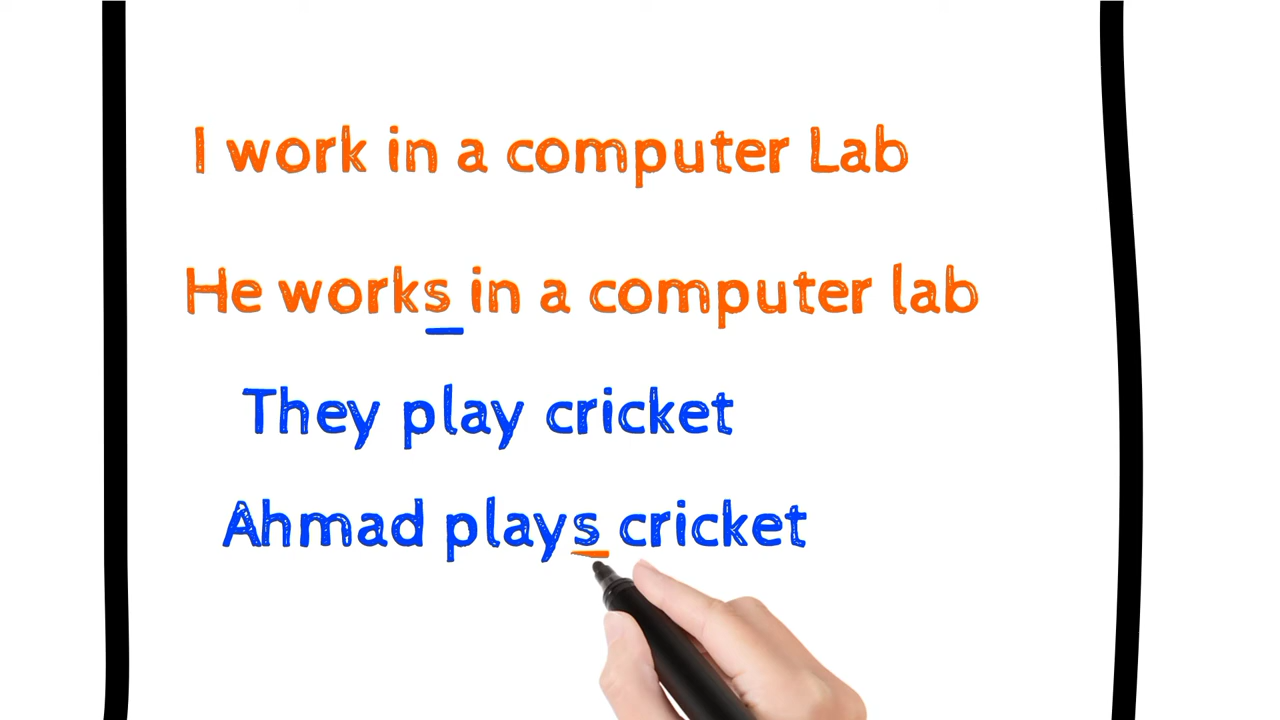 I work in a computer Lab
He works in a computer lab
They play cricket
Ahmad plays cricket